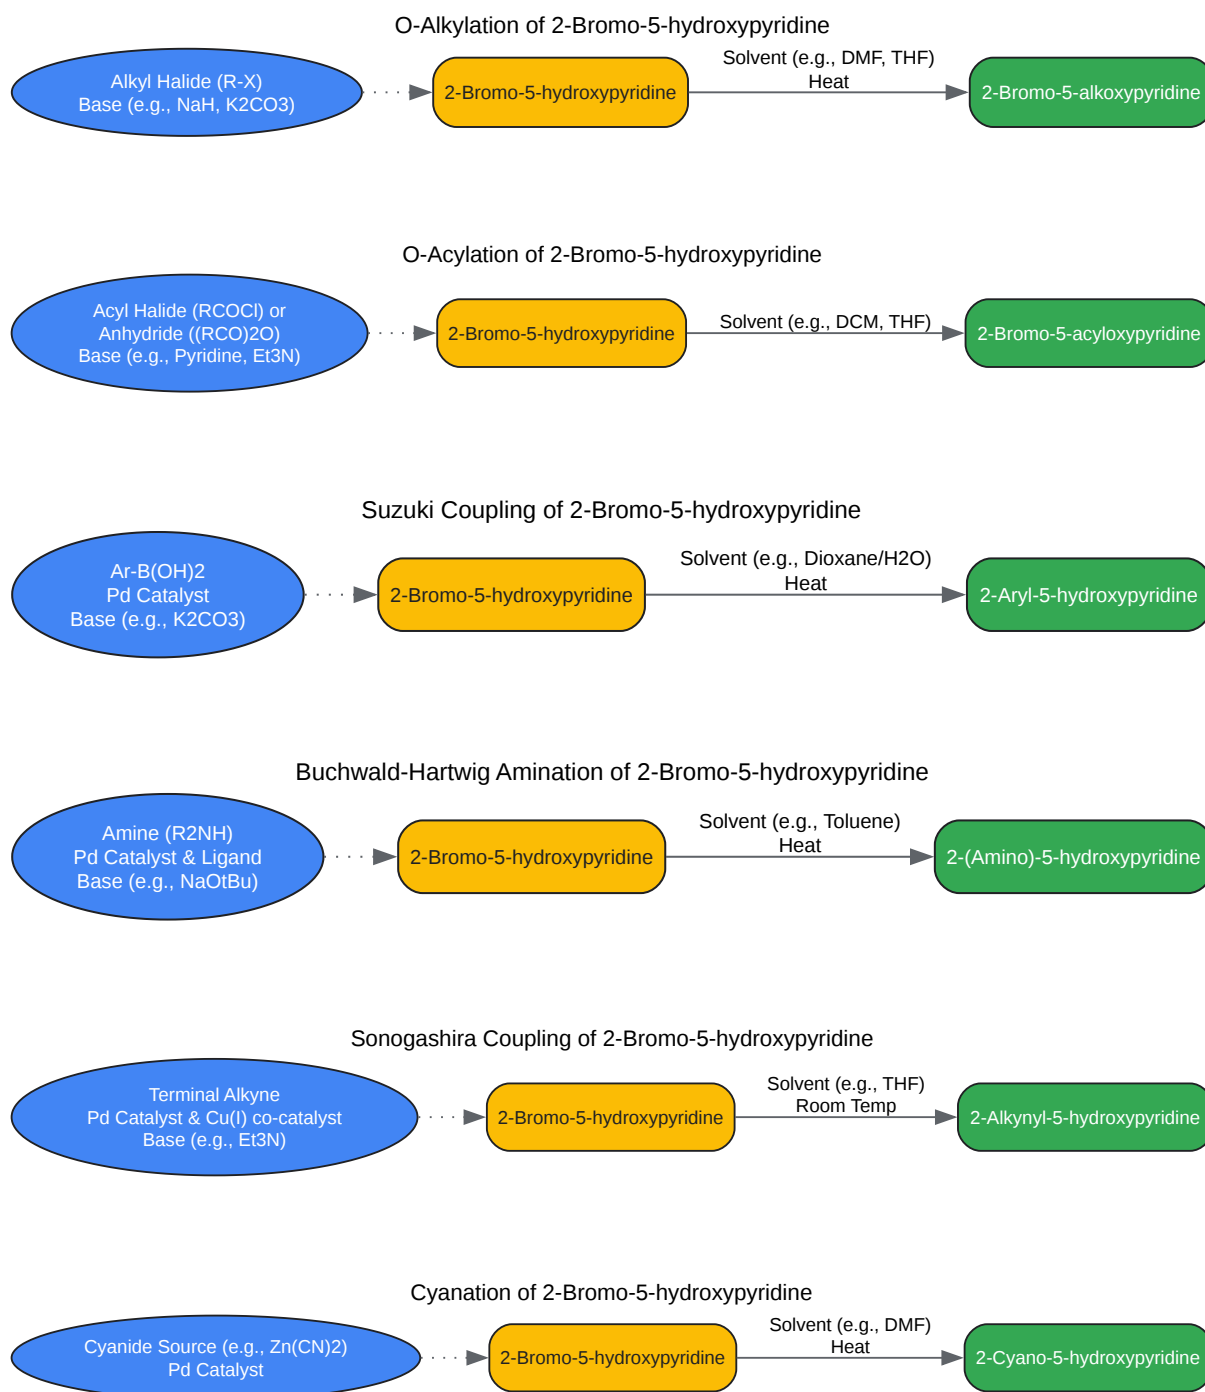 O-Alkylation of 2-Bromo-5-hydroxypyridine
Alkyl Halide (R-X)
Base (e.g., NaH, K2CO3)
2-Bromo-5-hydroxypyridine
Solvent (e.g., DMF, THF)
Heat
2-Bromo-5-alkoxypyridine
O-Acylation of 2-Bromo-5-hydroxypyridine
Acyl Halide (RCOCl) or
Anhydride ((RCO)2O)
Base (e.g., Pyridine, Et3N)
2-Bromo-5-hydroxypyridine
Solvent (e.g., DCM, THF)
2-Bromo-5-acyloxypyridine
Suzuki Coupling of 2-Bromo-5-hydroxypyridine
Ar-B(OH)2
Pd Catalyst
Base (e.g., K2CO3)
2-Bromo-5-hydroxypyridine
Solvent (e.g., Dioxane/H2O)
Heat
2-Aryl-5-hydroxypyridine
Buchwald-Hartwig Amination of 2-Bromo-5-hydroxypyridine
Amine (R2NH)
Pd Catalyst & Ligand
Base (e.g., NaOtBu)
2-Bromo-5-hydroxypyridine
Solvent (e.g., Toluene)
Heat
2-(Amino)-5-hydroxypyridine
Sonogashira Coupling of 2-Bromo-5-hydroxypyridine
Terminal Alkyne
Pd Catalyst & Cu(I) co-catalyst
Base (e.g., Et3N)
2-Bromo-5-hydroxypyridine
Solvent (e.g., THF)
Room Temp
2-Alkynyl-5-hydroxypyridine
Cyanation of 2-Bromo-5-hydroxypyridine
Cyanide Source (e.g., Zn(CN)2)
Pd Catalyst
2-Bromo-5-hydroxypyridine
Solvent (e.g., DMF)
Heat
2-Cyano-5-hydroxypyridine